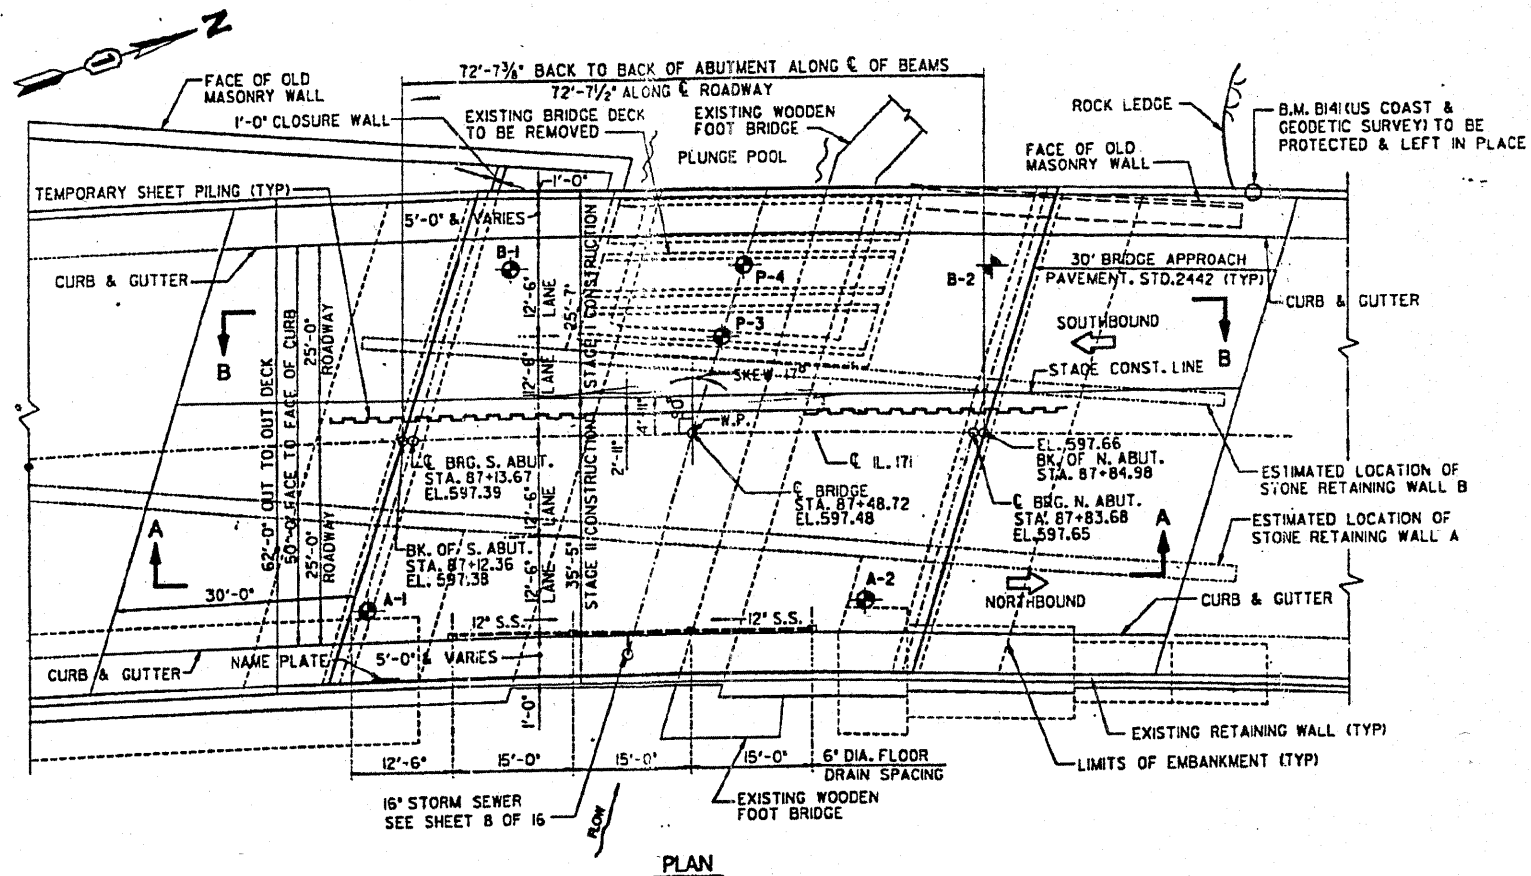 N
FACE OF OLD
MASONRY WALL
1'-0" CLOSURE WALL
72'-7⅜" BACK TO BACK OF ABUTMENT ALONG ℄ OF BEAMS
72'-7½" ALONG ℄ ROADWAY
EXISTING BRIDGE DECK
TO BE REMOVED
EXISTING WOODEN
FOOT BRIDGE
PLUNGE POOL
ROCK LEDGE
B.M. B141(US COAST &
GEODETIC SURVEY) TO BE
PROTECTED & LEFT IN PLACE
FACE OF OLD
MASONRY WALL
TEMPORARY SHEET PILING (TYP)
1'-0"
5'-0" & VARIES
CURB & GUTTER
B-1
P-4
P-3
B-2
30' BRIDGE APPROACH
PAVEMENT. STD.2442 (TYP)
CURB & GUTTER
SOUTHBOUND
B
B
STAGE CONST. LINE
SKEW 17°
90°
W.P.
62'-0" OUT TO OUT DECK
50'-0" FACE TO FACE OF CURB
25'-0"
ROADWAY
25'-0"
ROADWAY
12'-6"
LANE
12'-6"
LANE
25'-7"
STAGE I CONSTRUCTION
4'-11"
2'-11"
12'-6"
LANE
12'-6"
LANE
35'-5"
STAGE II CONSTRUCTION
℄ BRG. S. ABUT.
STA. 87+13.67
EL.597.39
℄ IL. 171
℄ BRIDGE
STA. 87+48.72
EL.597.48
EL.597.66
BK. OF N. ABUT.
STA. 87+84.98
℄ BRG. N. ABUT.
STA. 87+83.68
EL.597.65
ESTIMATED LOCATION OF
STONE RETAINING WALL B
ESTIMATED LOCATION OF
STONE RETAINING WALL A
BK. OF S. ABUT.
STA. 87+12.36
EL. 597.38
A
A
30'-0"
A-1
A-2
NORTHBOUND
CURB & GUTTER
12" S.S.
12" S.S.
CURB & GUTTER
NAME PLATE
5'-0" & VARIES
1'-0"
12'-6"
15'-0"
15'-0"
15'-0"
6" DIA. FLOOR
DRAIN SPACING
EXISTING RETAINING WALL (TYP)
LIMITS OF EMBANKMENT (TYP)
16" STORM SEWER
SEE SHEET 8 OF 16
FLOW
EXISTING WOODEN
FOOT BRIDGE
PLAN